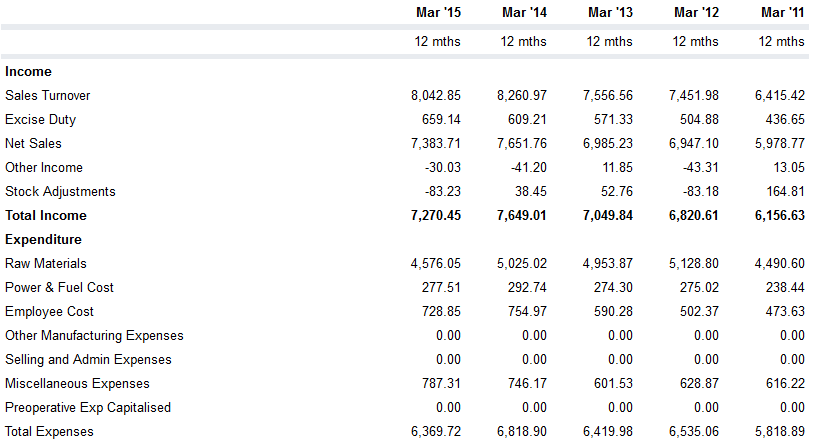 Mar '15 Mar '14 Mar '13 Mar '12 Mar '11
12 mths 12 mths 12 mths 12 mths 12 mths
Income
Sales Turnover 8,042.85 8,260.97 7,556.56 7,451.98 6,415.42
Excise Duty 659.14 609.21 571.33 504.88 436.65
Net Sales 7,383.71 7,651.76 6,985.23 6,947.10 5,978.77
Other Income -30.03 -41.20 11.85 -43.31 13.05
Stock Adjustments -83.23 38.45 52.76 -83.18 164.81
Total Income 7,270.45 7,649.01 7,049.84 6,820.61 6,156.63
Expenditure
Raw Materials 4,576.05 5,025.02 4,953.87 5,128.80 4,490.60
Power & Fuel Cost 277.51 292.74 274.30 275.02 238.44
Employee Cost 728.85 754.97 590.28 502.37 473.63
Other Manufacturing Expenses 0.00 0.00 0.00 0.00 0.00
Selling and Admin Expenses 0.00 0.00 0.00 0.00 0.00
Miscellaneous Expenses 787.31 746.17 601.53 628.87 616.22
Preoperative Exp Capitalised 0.00 0.00 0.00 0.00 0.00
Total Expenses 6,369.72 6,818.90 6,419.98 6,535.06 5,818.89